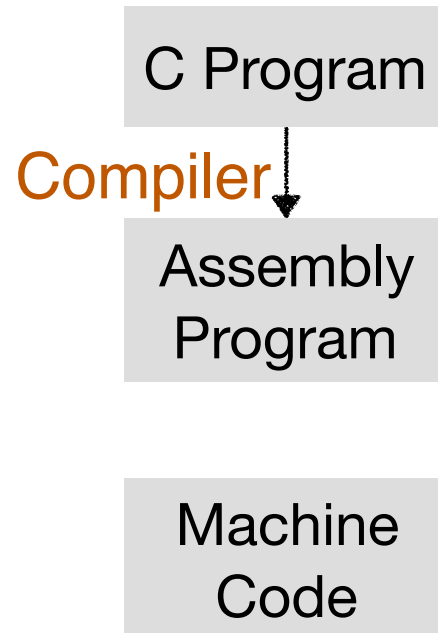 C Program
Compiler
Assembly
Program
Machine
Code